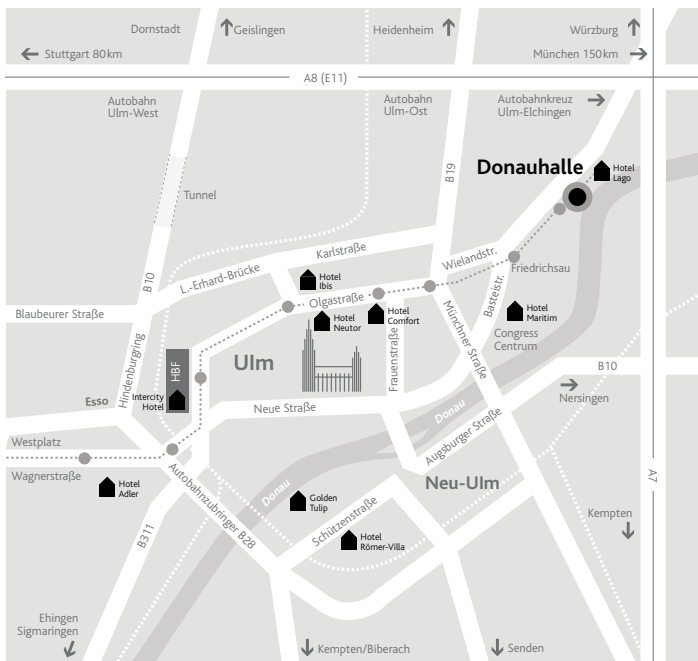 Dornstadt
Geislingen
Heidenheim
Würzburg
Stuttgart 80 km
München 150 km
A8 (E11)
Autobahn
Ulm-West
Autobahn
Ulm-Ost
Autobahnkreuz
Ulm-Elchingen
Donauhalle
Hotel
Lago
B19
Tunnel
Karlstraße
Wielandstr.
L.-Erhard-Brücke
Friedrichsau
B10
Hotel
Ibis
Olgastraße
Basteistr.
Blaubeurer Straße
Hotel
Neutor
Hotel
Comfort
Hotel
Maritim
Münchner Straße
Congress
Centrum
Hindenburgring
HBF
Ulm
Frauenstraße
B10
Esso
Intercity
Hotel
Neue Straße
Donau
Nersingen
Augsburger Straße
Westplatz
Wagnerstraße
Autobahnzubringer B28
Hotel
Adler
Donau
Golden
Tulip
Neu-Ulm
A7
Schützenstraße
Kempten
B311
Hotel
Römer-Villa
Ehingen
Sigmaringen
Kempten/Biberach
Senden